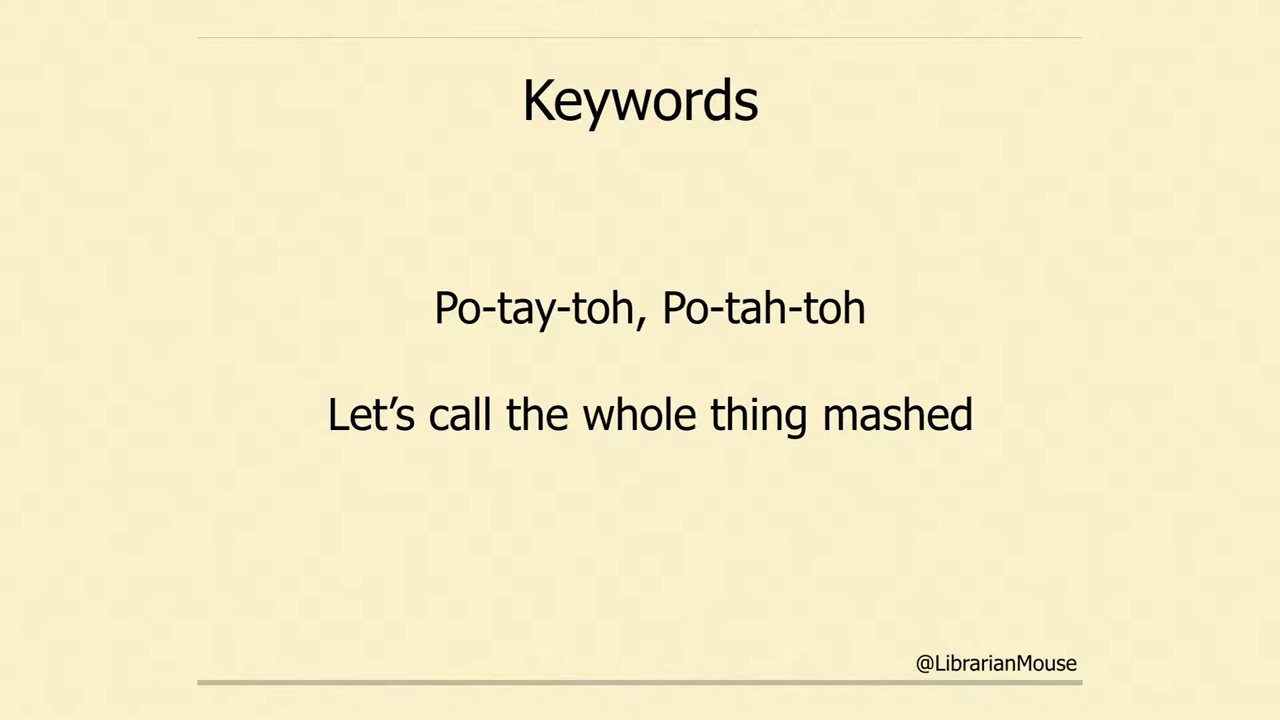 Keywords
Po-tay-toh, Po-tah-toh
Let’s call the whole thing mashed
@LibrarianMouse